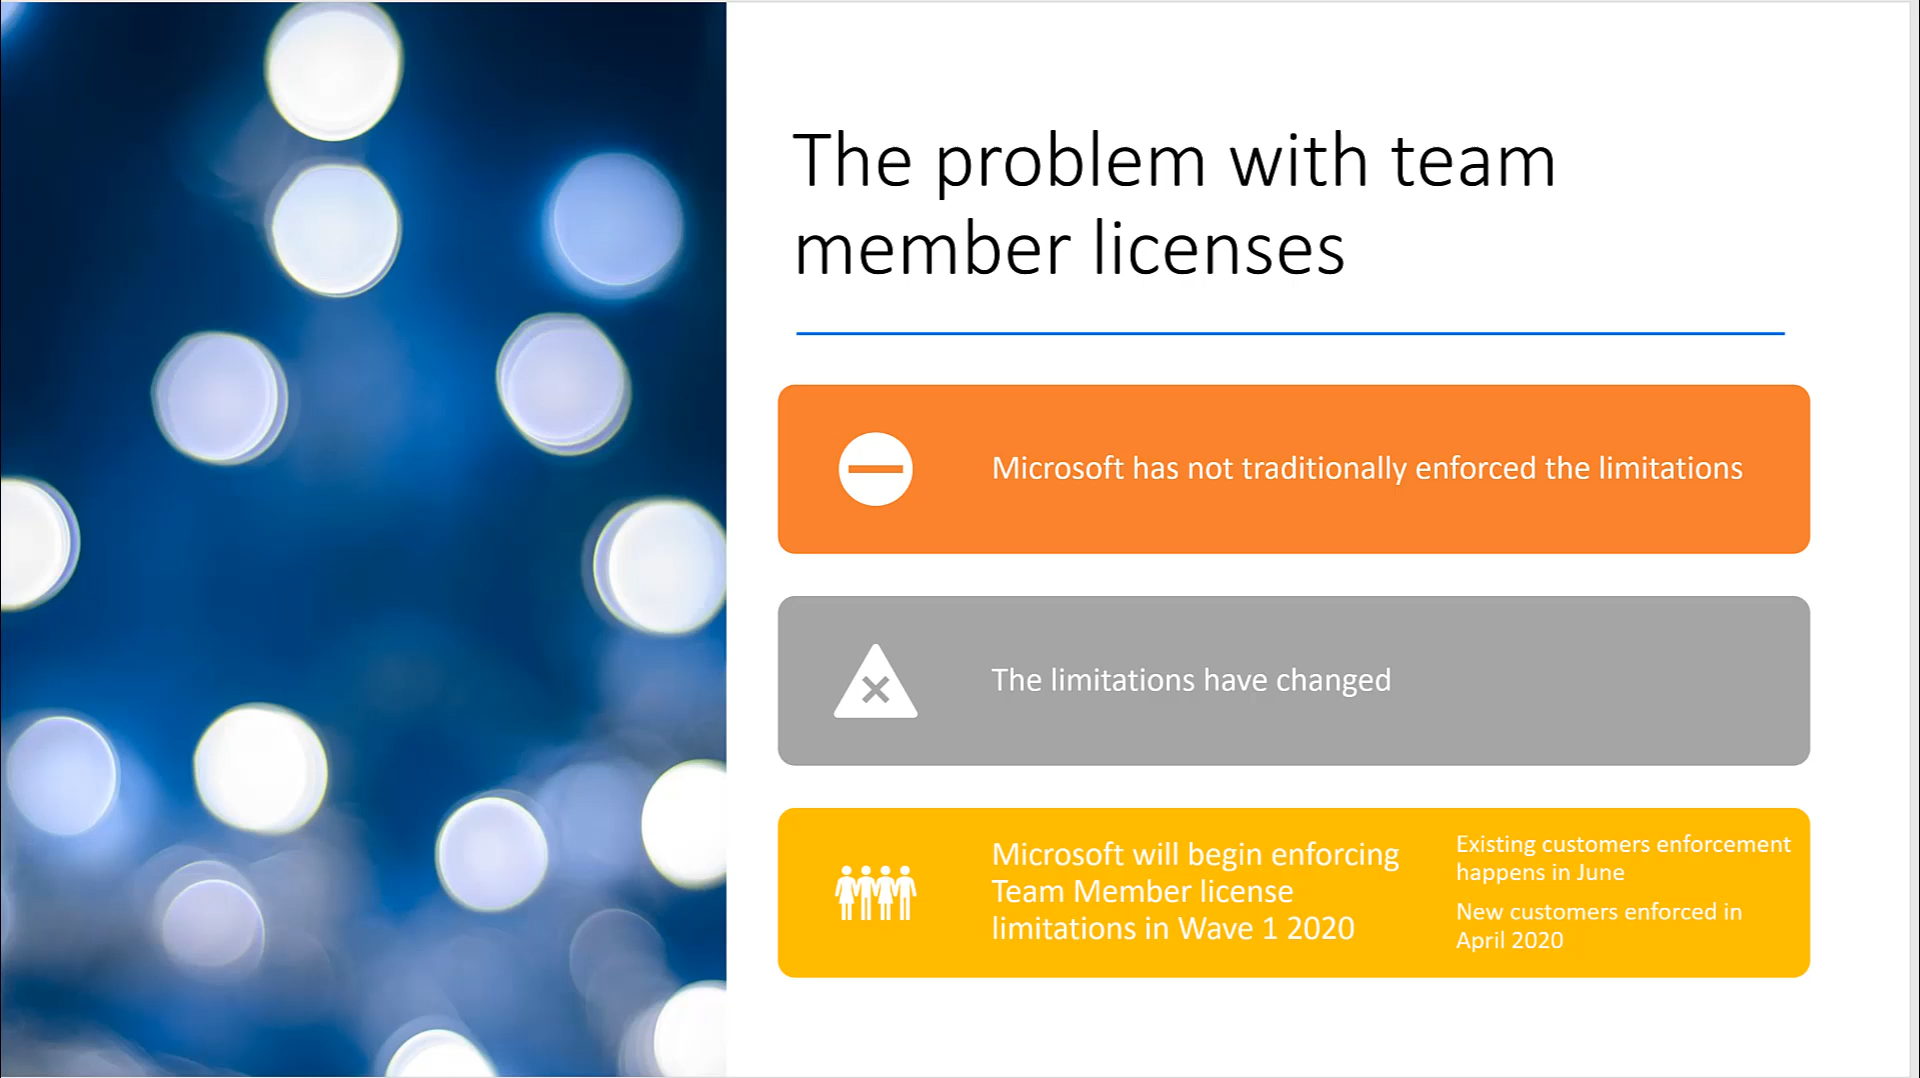 The problem with team
member licenses
Microsoft has not traditionally enforced the limitations
The limitations have changed
Microsoft will begin enforcing
Team Member license
limitations in Wave 1 2020
Existing customers enforcement
happens in June
New customers enforced in
April 2020